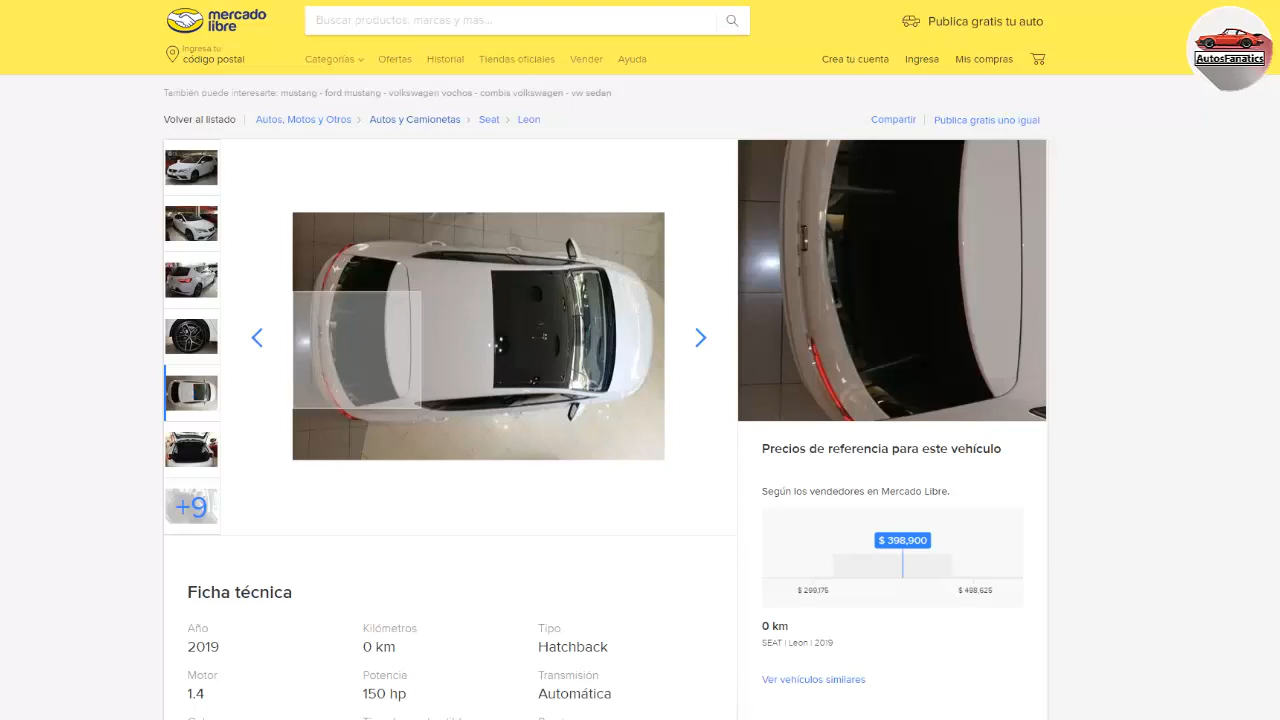 mercado
libre
Buscar productos, marcas y más...
Publica gratis tu auto
AutosFanatics
Ingresa tu
código postal
Categorías
Ofertas
Historial
Tiendas oficiales
Vender
Ayuda
Crea tu cuenta
Ingresa
Mis compras
También puede interesarte: mustang - ford mustang - volkswagen vochos - combis volkswagen - vw sedan
Volver al listado
Autos, Motos y Otros
Autos y Camionetas
Seat
Leon
Compartir
Publica gratis uno igual
+9
Precios de referencia para este vehículo
Según los vendedores en Mercado Libre.
$ 398,900
$ 299,175
$ 498,625
0 km
SEAT | Leon | 2019
Ver vehículos similares
Ficha técnica
Año
Kilómetros
Tipo
2019
0 km
Hatchback
Motor
Potencia
Transmisión
1.4
150 hp
Automática